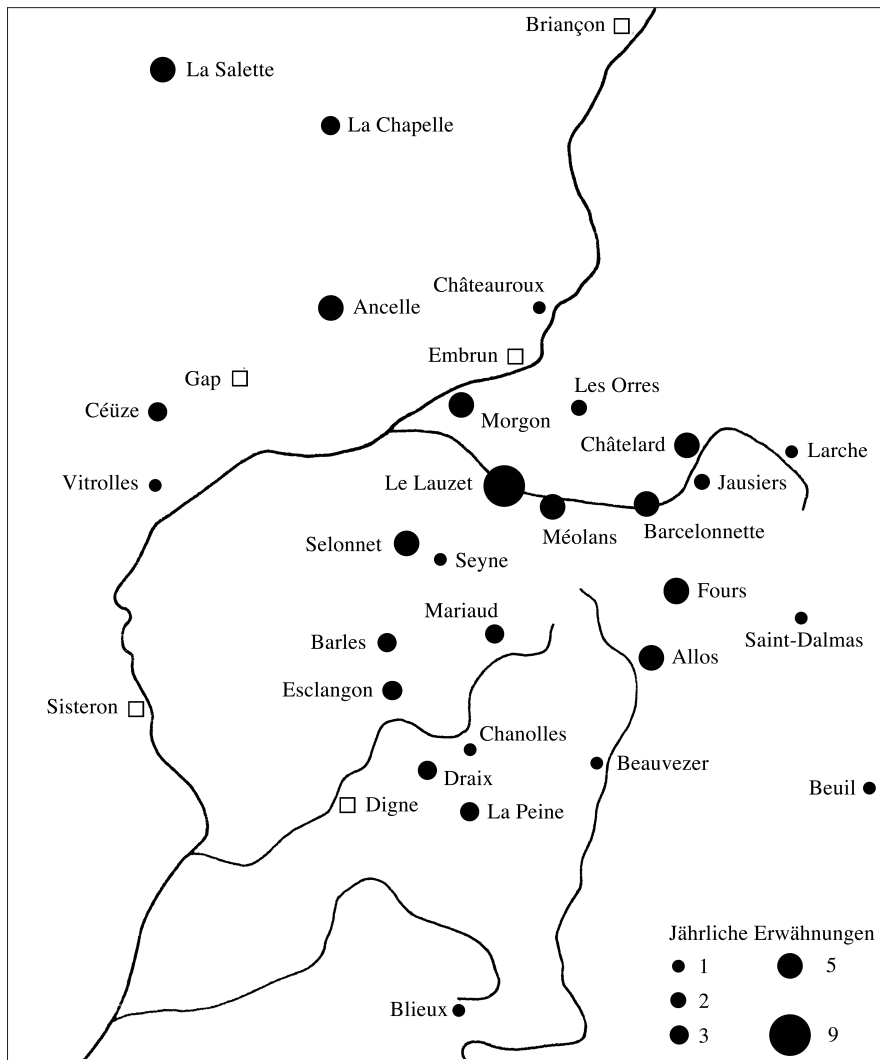 Briançon
La Salette
La Chapelle
Châteauroux
Ancelle
Embrun
Gap
Les Orres
Céüze
Morgon
Châtelard
Larche
Vitrolles
Le Lauzet
Jausiers
Méolans
Barcelonnette
Selonnet
Seyne
Fours
Mariaud
Saint-Dalmas
Barles
Allos
Esclangon
Sisteron
Chanolles
Beauvezer
Draix
Beuil
Digne
La Peine
Jährliche Erwähnungen
1 5
2
3 9
Blieux